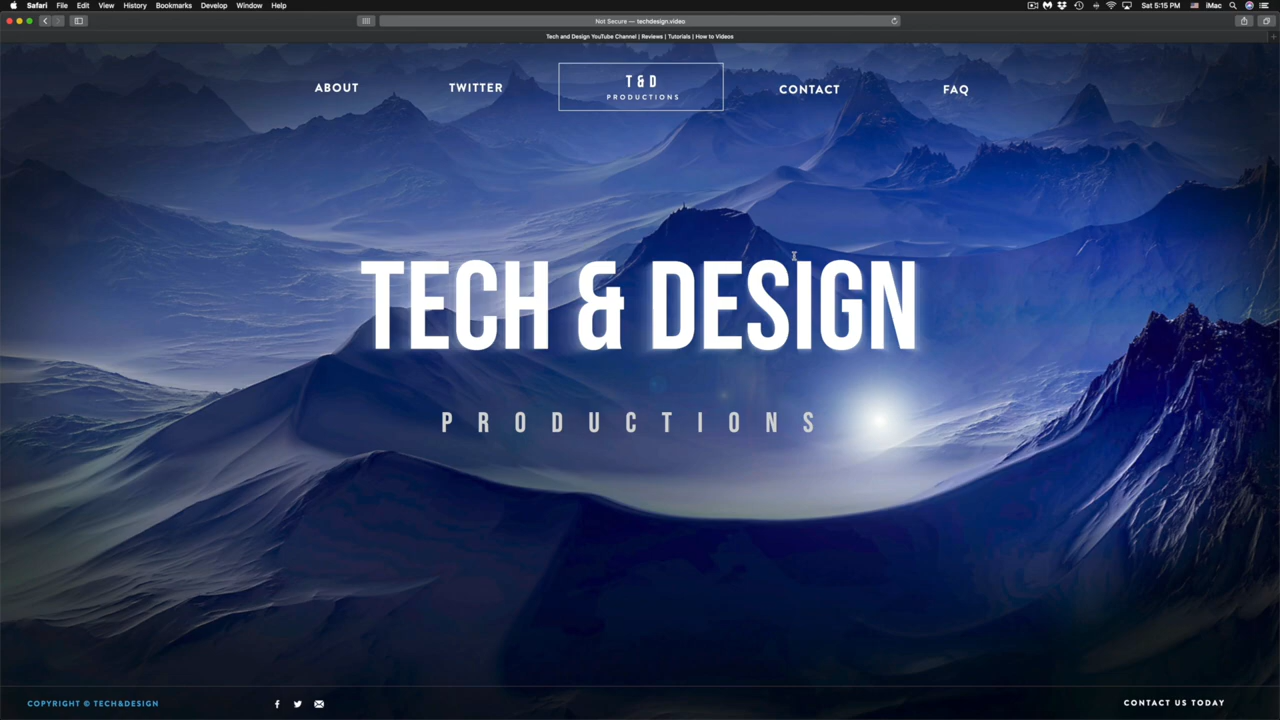 Safari File Edit View History Bookmarks Develop Window Help Sat 5:15 PM iMac
Not Secure — techdesign.video
Tech and Design YouTube Channel | Reviews | Tutorials | How to Videos
ABOUT TWITTER T&D CONTACT FAQ
PRODUCTIONS
TECH & DESIGN
PRODUCTIONS
COPYRIGHT © TECH&DESIGN CONTACT US TODAY